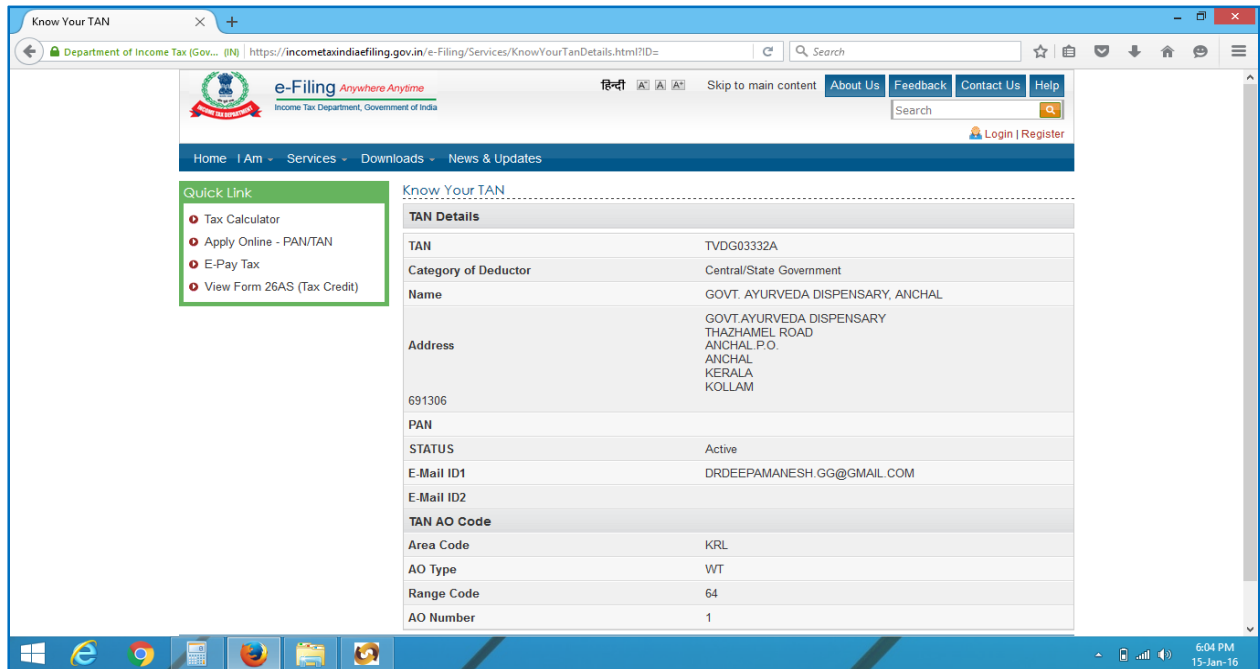 Know Your TAN
Department of Income Tax (Gov... (IN) https://incometaxindiaefiling.gov.in/e-Filing/Services/KnowYourTanDetails.html?ID= Search
e-Filing Anywhere Anytime
Income Tax Department, Government of India
हिन्दी A- A A+ Skip to main content About Us Feedback Contact Us Help
Search
Login | Register
Home I Am Services Downloads News & Updates
Quick Link
Tax Calculator
Apply Online - PAN/TAN
E-Pay Tax
View Form 26AS (Tax Credit)
Know Your TAN
TAN Details
TAN TVDG03332A
Category of Deductor Central/State Government
Name GOVT. AYURVEDA DISPENSARY, ANCHAL
Address GOVT.AYURVEDA DISPENSARY
THAZHAMEL ROAD
ANCHAL.P.O.
ANCHAL
KERALA
KOLLAM
691306
PAN
STATUS Active
E-Mail ID1 DRDEEPAMANESH.GG@GMAIL.COM
E-Mail ID2
TAN AO Code
Area Code KRL
AO Type WT
Range Code 64
AO Number 1
6:04 PM
15-Jan-16